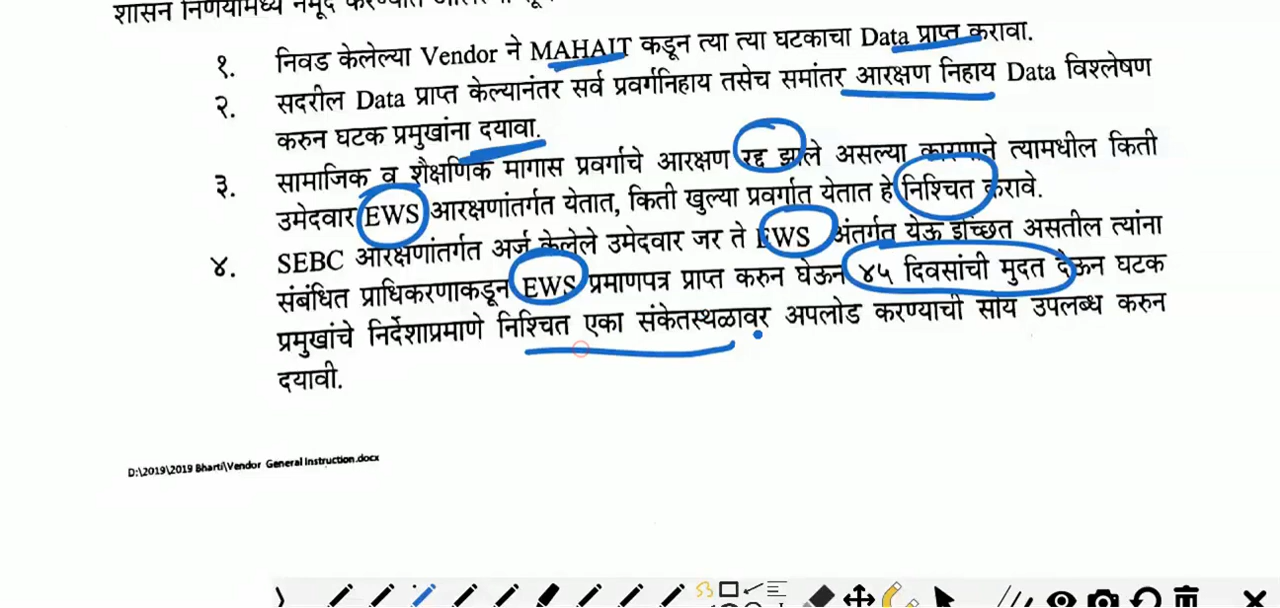 शासन निर्णयामध्ये नमूद करण्यात
१. निवड केलेल्या Vendor ने MAHAIT कडून त्या त्या घटकाचा Data प्राप्त करावा.
२. सदरील Data प्राप्त केल्यानंतर सर्व प्रवर्गनिहाय तसेच समांतर आरक्षण निहाय Data विश्लेषण
करुन घटक प्रमुखांना दयावा.
३. सामाजिक व शैक्षणिक मागास प्रवर्गाचे आरक्षण रद्द झाले असल्या कारणाने त्यामधील किती
उमेदवार EWS आरक्षणांतर्गत येतात, किती खुल्या प्रवर्गात येतात हे निश्चित करावे.
४. SEBC आरक्षणांतर्गत अर्ज केलेले उमेदवार जर ते EWS अंतर्गत येऊ इच्छित असतील त्यांना
संबंधित प्राधिकरणाकडून EWS प्रमाणपत्र प्राप्त करुन घेऊन ४५ दिवसांची मुदत देऊन घटक
प्रमुखांचे निर्देशाप्रमाणे निश्चित एका संकेतस्थळावर अपलोड करण्याची सोय उपलब्ध करुन
दयावी.
D:\2019\2019 Bharti\Vendor General Instruction.docx